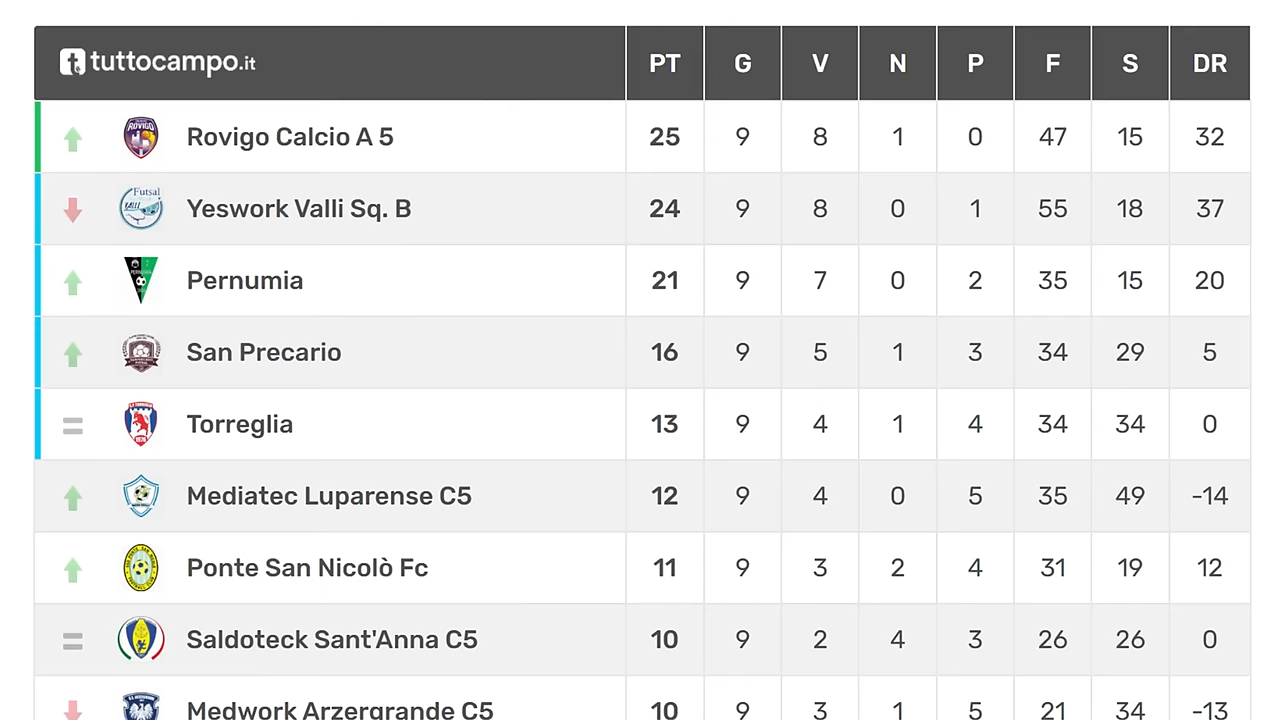 tuttocampo.it PT G V N P F S DR
Rovigo Calcio A 5 25 9 8 1 0 47 15 32
Yeswork Valli Sq. B 24 9 8 0 1 55 18 37
Pernumia 21 9 7 0 2 35 15 20
San Precario 16 9 5 1 3 34 29 5
Torreglia 13 9 4 1 4 34 34 0
Mediatec Luparense C5 12 9 4 0 5 35 49 -14
Ponte San Nicolò Fc 11 9 3 2 4 31 19 12
Saldoteck Sant'Anna C5 10 9 2 4 3 26 26 0
Medwork Arzergrande C5 10 9 3 1 5 21 34 -13